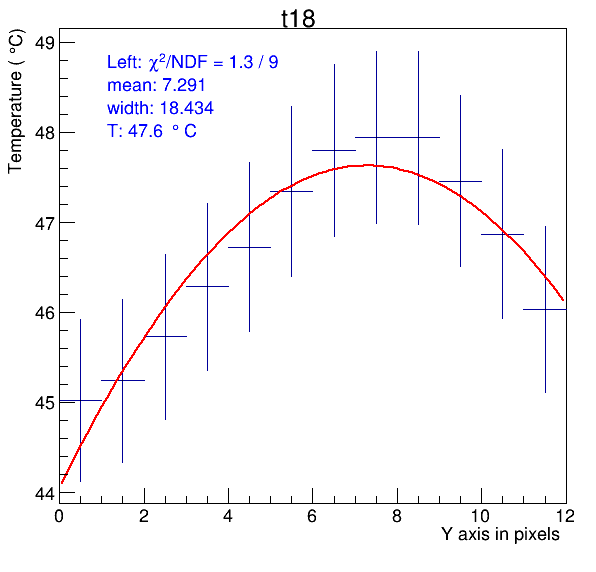 t18
Temperature ( °C)
Left: χ²/NDF = 1.3 / 9
mean: 7.291
width: 18.434
T: 47.6 ° C
49
48
47
46
45
44
0 2 4 6 8 10 12
Y axis in pixels